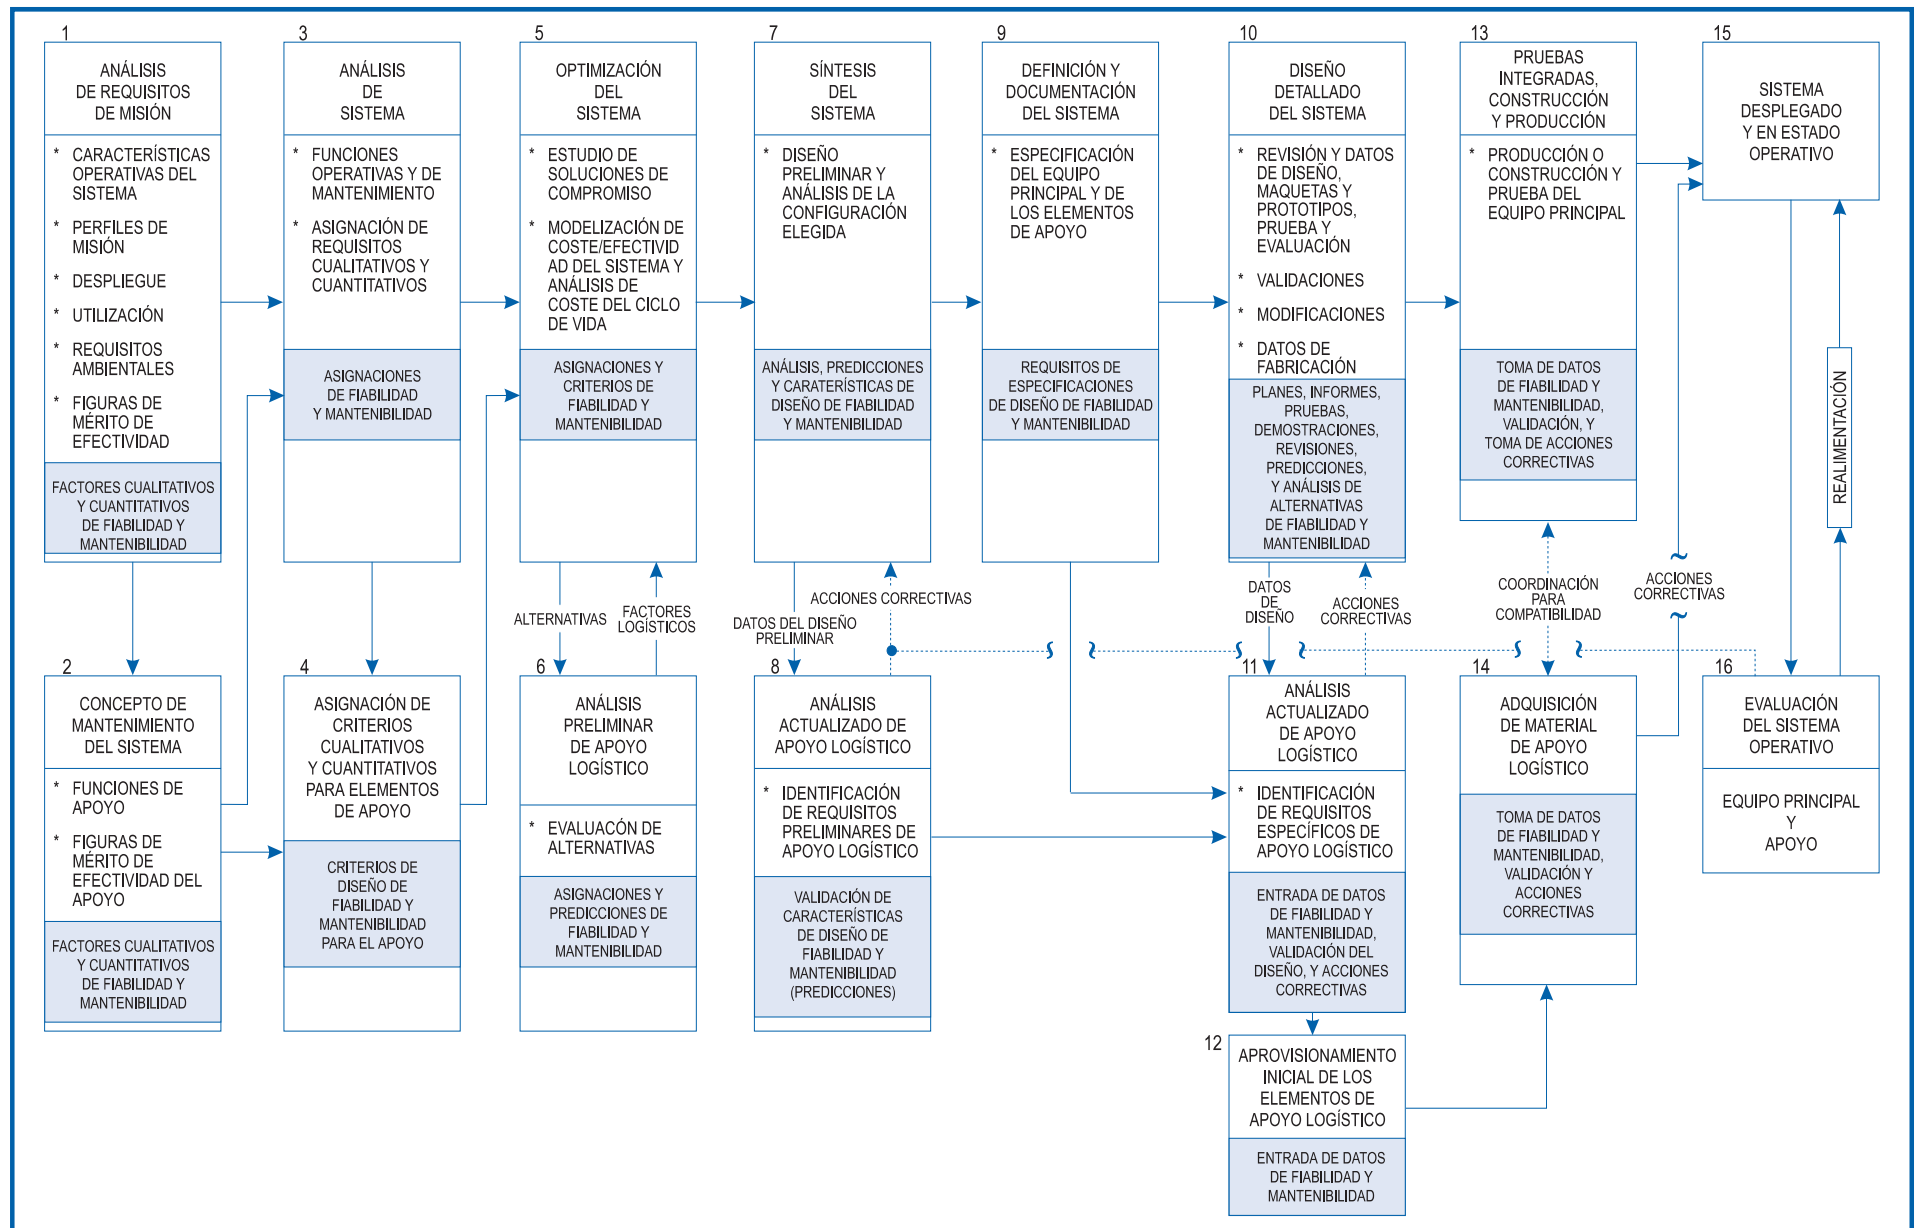 1
ANÁLISIS
DE REQUISITOS
DE MISIÓN
* CARACTERÍSTICAS
OPERATIVAS DEL
SISTEMA
* PERFILES DE
MISIÓN
* DESPLIEGUE
* UTILIZACIÓN
* REQUISITOS
AMBIENTALES
* FIGURAS DE
MÉRITO DE
EFECTIVIDAD
FACTORES CUALITATIVOS
Y CUANTITATIVOS
DE FIABILIDAD Y
MANTENIBILIDAD
3
ANÁLISIS
DE
SISTEMA
* FUNCIONES
OPERATIVAS Y DE
MANTENIMIENTO
* ASIGNACIÓN DE
REQUISITOS
CUALITATIVOS Y
CUANTITATIVOS
ASIGNACIONES
DE FIABILIDAD
Y MANTENIBILIDAD
5
OPTIMIZACIÓN
DEL
SISTEMA
* ESTUDIO DE
SOLUCIONES DE
COMPROMISO
* MODELIZACIÓN DE
COSTE/EFECTIVID
AD DEL SISTEMA Y
ANÁLISIS DE
COSTE DEL CICLO
DE VIDA
ASIGNACIONES Y
CRITERIOS DE
FIABILIDAD Y
MANTENIBILIDAD
7
SÍNTESIS
DEL
SISTEMA
* DISEÑO
PRELIMINAR Y
ANÁLISIS DE LA
CONFIGURACIÓN
ELEGIDA
ANÁLISIS, PREDICCIONES
Y CARATERÍSTICAS DE
DISEÑO DE FIABILIDAD
Y MANTENIBILIDAD
9
DEFINICIÓN Y
DOCUMENTACIÓN
DEL SISTEMA
* ESPECIFICACIÓN
DEL EQUIPO
PRINCIPAL Y DE
LOS ELEMENTOS
DE APOYO
REQUISITOS DE
ESPECIFICACIONES
DE DISEÑO DE FIABILIDAD
Y MANTENIBILIDAD
10
DISEÑO
DETALLADO
DEL SISTEMA
* REVISIÓN Y DATOS
DE DISEÑO,
MAQUETAS Y
PROTOTIPOS,
PRUEBA Y
EVALUACIÓN
* VALIDACIONES
* MODIFICACIONES
* DATOS DE
FABRICACIÓN
PLANES, INFORMES,
PRUEBAS,
DEMOSTRACIONES,
REVISIONES,
PREDICCIONES,
Y ANÁLISIS DE
ALTERNATIVAS
DE FIABILIDAD Y
MANTENIBILIDAD
13
PRUEBAS
INTEGRADAS,
CONSTRUCCIÓN
Y PRODUCCIÓN
* PRODUCCIÓN O
CONSTRUCCIÓN Y
PRUEBA DEL
EQUIPO PRINCIPAL
TOMA DE DATOS
DE FIABILIDAD Y
MANTENIBILIDAD,
VALIDACIÓN, Y
TOMA DE ACCIONES
CORRECTIVAS
15
SISTEMA
DESPLEGADO
Y EN ESTADO
OPERATIVO
REALIMENTACIÓN
ALTERNATIVAS
FACTORES
LOGÍSTICOS
DATOS DEL DISEÑO
PRELIMINAR
ACCIONES CORRECTIVAS
DATOS
DE
DISEÑO
ACCIONES
CORRECTIVAS
COORDINACIÓN
PARA
COMPATIBILIDAD
ACCIONES
CORRECTIVAS
2
CONCEPTO DE
MANTENIMIENTO
DEL SISTEMA
* FUNCIONES DE
APOYO
* FIGURAS DE
MÉRITO DE
EFECTIVIDAD DEL
APOYO
FACTORES CUALITATIVOS
Y CUANTITATIVOS
DE FIABILIDAD Y
MANTENIBILIDAD
4
ASIGNACIÓN DE
CRITERIOS
CUALITATIVOS
Y CUANTITATIVOS
PARA ELEMENTOS
DE APOYO
CRITERIOS DE
DISEÑO DE
FIABILIDAD Y
MANTENIBILIDAD
PARA EL APOYO
6
ANÁLISIS
PRELIMINAR
DE APOYO
LOGÍSTICO
* EVALUACÓN DE
ALTERNATIVAS
ASIGNACIONES Y
PREDICCIONES DE
FIABILIDAD Y
MANTENIBILIDAD
8
ANÁLISIS
ACTUALIZADO DE
APOYO LOGÍSTICO
* IDENTIFICACIÓN
DE REQUISITOS
PRELIMINARES DE
APOYO LOGÍSTICO
VALIDACIÓN DE
CARACTERÍSTICAS
DE DISEÑO DE
FIABILIDAD Y
MANTENIBILIDAD
(PREDICCIONES)
11
ANÁLISIS
ACTUALIZADO
DE APOYO
LOGÍSTICO
* IDENTIFICACIÓN
DE REQUISITOS
ESPECÍFICOS DE
APOYO LOGÍSTICO
ENTRADA DE DATOS
DE FIABILIDAD Y
MANTENIBILIDAD,
VALIDACIÓN DEL
DISEÑO, Y ACCIONES
CORRECTIVAS
14
ADQUISICIÓN
DE MATERIAL
DE APOYO
LOGÍSTICO
TOMA DE DATOS
DE FIABILIDAD Y
MANTENIBILIDAD,
VALIDACIÓN Y
ACCIONES
CORRECTIVAS
16
EVALUACIÓN
DEL SISTEMA
OPERATIVO
EQUIPO PRINCIPAL
Y
APOYO
12
APROVISIONAMIENTO
INICIAL DE LOS
ELEMENTOS DE
APOYO LOGÍSTICO
ENTRADA DE DATOS
DE FIABILIDAD Y
MANTENIBILIDAD